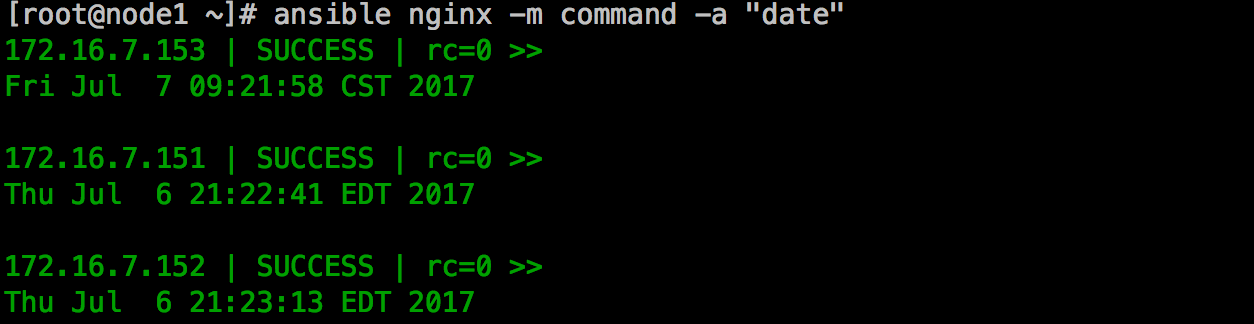 [root@node1 ~]# ansible nginx -m command -a "date"
172.16.7.153 | SUCCESS | rc=0 >>
Fri Jul  7 09:21:58 CST 2017

172.16.7.151 | SUCCESS | rc=0 >>
Thu Jul  6 21:22:41 EDT 2017

172.16.7.152 | SUCCESS | rc=0 >>
Thu Jul  6 21:23:13 EDT 2017